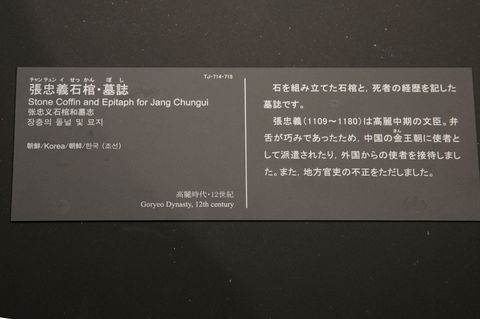 チャンチュン イ せっ かん ぼ し
張忠義石棺・墓誌
TJ-714-715
Stone Coffin and Epitaph for Jang Chungui
张忠义石棺和墓志
장충의 돌널 및 묘지
朝鮮/Korea/朝鲜/한국 (조선)
高麗時代・12世紀
Goryeo Dynasty, 12th century
石を組み立てた石棺と、死者の経歴を記した
墓誌です。
張忠義(1109~1180)は高麗中期の文臣。弁
舌が巧みであったため、中国の金王朝に使者と
きん
して派遣されたり、外国からの使者を接待しまし
た。また、地方官吏の不正をただしました。